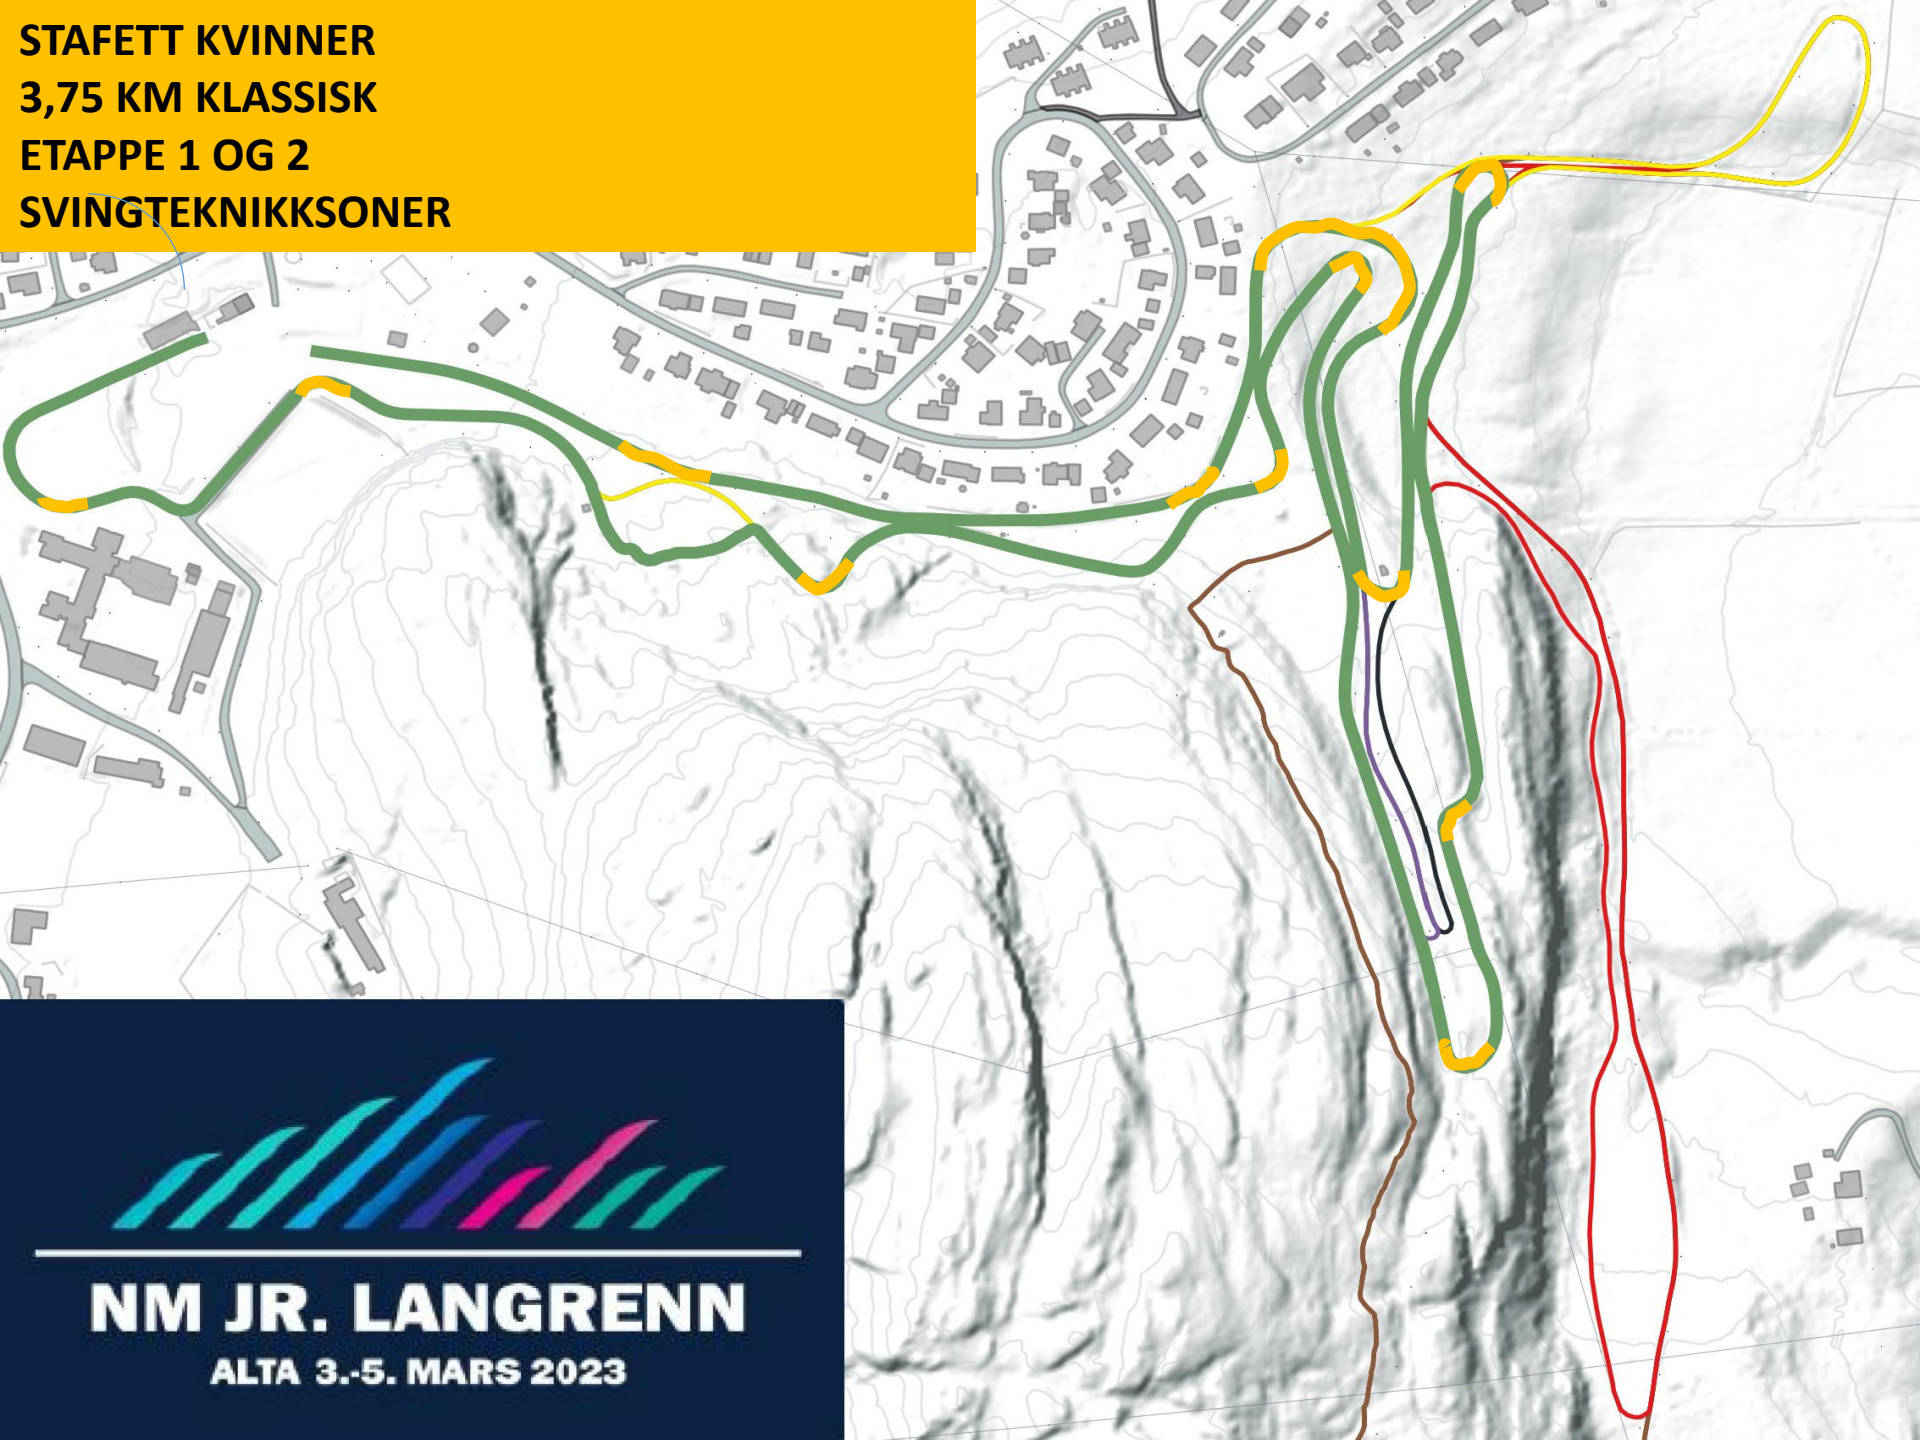 STAFETT KVINNER
3,75 KM KLASSISK
ETAPPE 1 OG 2
SVINGTEKNIKKSONER
NM JR. LANGRENN
ALTA 3.-5. MARS 2023